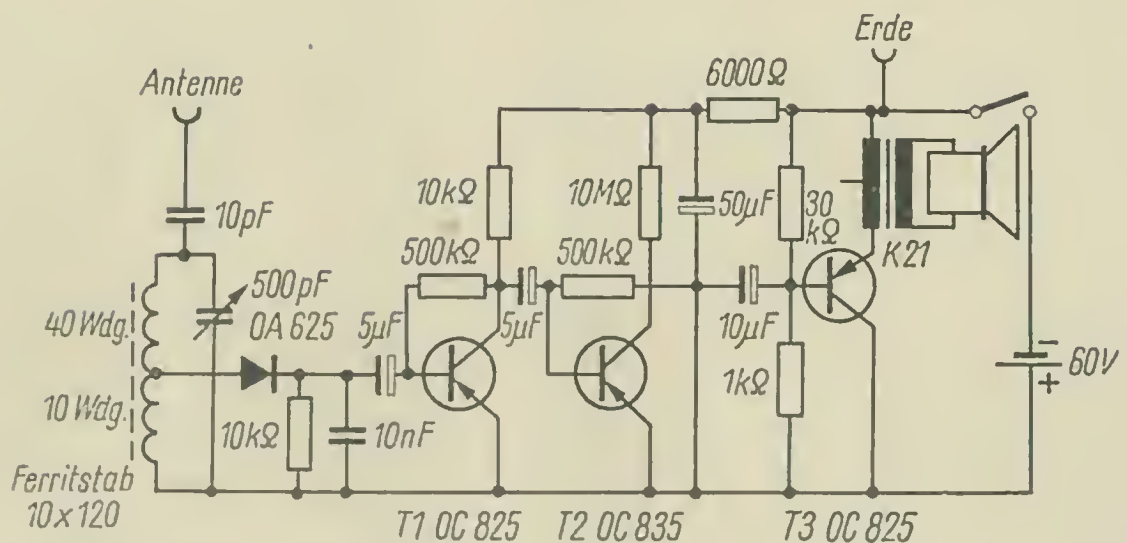 Erde
6000Ω
Antenne
10pF
10kΩ
10MΩ
50µF
30
kΩ
500kΩ
500kΩ
K21
500pF
0A 625
40 Wdg.
5µF
5µF
10µF
60V
-
+
1kΩ
10 Wdg.
10kΩ
10nF
Ferritstab
10x120
T1 OC 825
T2 OC 835
T3 OC 825